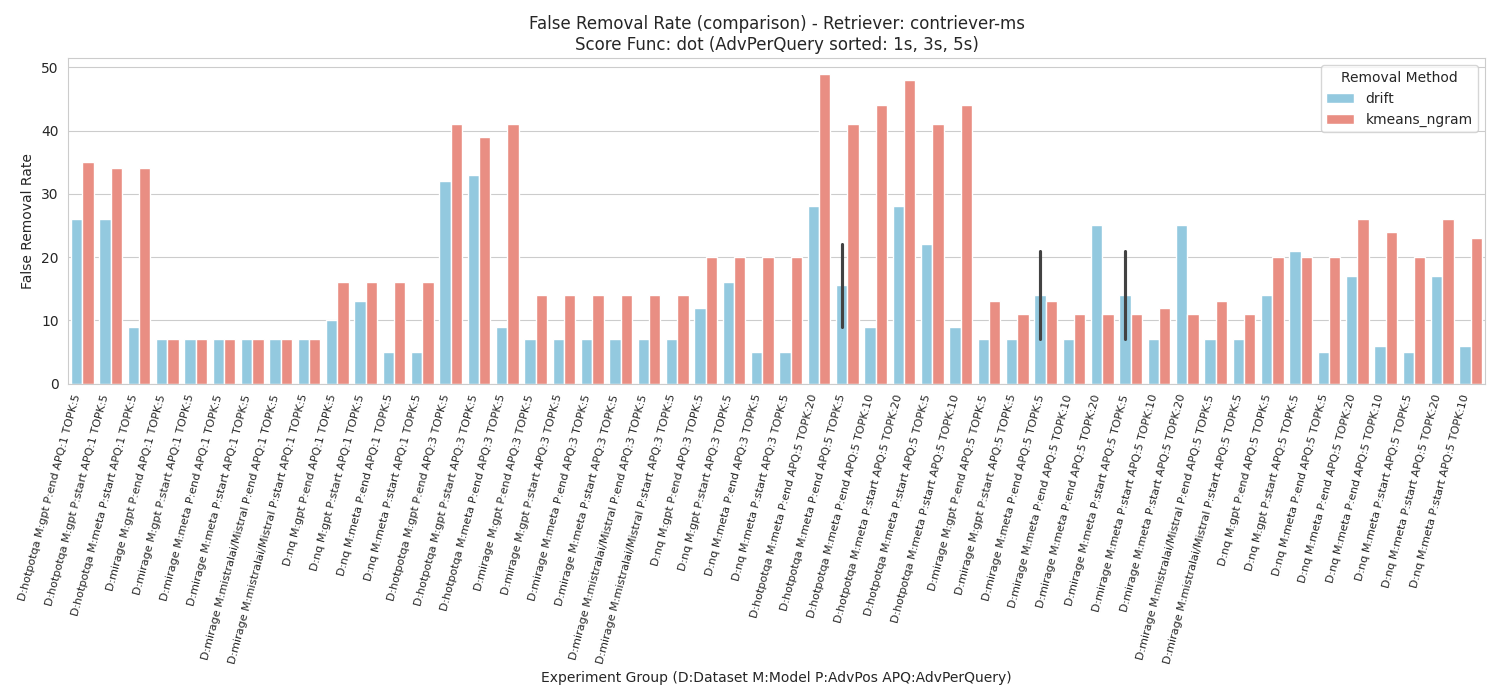 False Removal Rate (comparison) - Retriever: contriever-ms
Score Func: dot (AdvPerQuery sorted: 1s, 3s, 5s)
Removal Method
drift
kmeans_ngram
False Removal Rate
50
40
30
20
10
0
D:hotpotqa M:gpt P:end APQ:1 TOPK:5
D:hotpotqa M:gpt P:start APQ:1 TOPK:5
D:hotpotqa M:meta P:start APQ:1 TOPK:5
D:mirage M:gpt P:end APQ:1 TOPK:5
D:mirage M:gpt P:start APQ:1 TOPK:5
D:mirage M:meta P:end APQ:1 TOPK:5
D:mirage M:meta P:start APQ:1 TOPK:5
D:mirage M:mistralai/Mistral P:end APQ:1 TOPK:5
D:mirage M:mistralai/Mistral P:start APQ:1 TOPK:5
D:nq M:gpt P:end APQ:1 TOPK:5
D:nq M:gpt P:start APQ:1 TOPK:5
D:nq M:meta P:end APQ:1 TOPK:5
D:nq M:meta P:start APQ:1 TOPK:5
D:hotpotqa M:gpt P:end APQ:3 TOPK:5
D:hotpotqa M:gpt P:start APQ:3 TOPK:5
D:hotpotqa M:meta P:end APQ:3 TOPK:5
D:mirage M:gpt P:end APQ:3 TOPK:5
D:mirage M:gpt P:start APQ:3 TOPK:5
D:mirage M:meta P:end APQ:3 TOPK:5
D:mirage M:meta P:start APQ:3 TOPK:5
D:mirage M:mistralai/Mistral P:end APQ:3 TOPK:5
D:mirage M:mistralai/Mistral P:start APQ:3 TOPK:5
D:nq M:gpt P:end APQ:3 TOPK:5
D:nq M:gpt P:start APQ:3 TOPK:5
D:nq M:meta P:end APQ:3 TOPK:5
D:nq M:meta P:start APQ:3 TOPK:5
D:hotpotqa M:meta P:end APQ:5 TOPK:20
D:hotpotqa M:meta P:end APQ:5 TOPK:5
D:hotpotqa M:meta P:end APQ:5 TOPK:10
D:hotpotqa M:meta P:start APQ:5 TOPK:20
D:hotpotqa M:meta P:start APQ:5 TOPK:5
D:hotpotqa M:meta P:start APQ:5 TOPK:10
D:mirage M:gpt P:end APQ:5 TOPK:5
D:mirage M:gpt P:start APQ:5 TOPK:5
D:mirage M:meta P:end APQ:5 TOPK:5
D:mirage M:meta P:end APQ:5 TOPK:10
D:mirage M:meta P:end APQ:5 TOPK:20
D:mirage M:meta P:start APQ:5 TOPK:5
D:mirage M:meta P:start APQ:5 TOPK:10
D:mirage M:meta P:start APQ:5 TOPK:20
D:mirage M:mistralai/Mistral P:end APQ:5 TOPK:5
D:mirage M:mistralai/Mistral P:start APQ:5 TOPK:5
D:nq M:gpt P:end APQ:5 TOPK:5
D:nq M:gpt P:start APQ:5 TOPK:5
D:nq M:meta P:end APQ:5 TOPK:5
D:nq M:meta P:end APQ:5 TOPK:20
D:nq M:meta P:end APQ:5 TOPK:10
D:nq M:meta P:start APQ:5 TOPK:5
D:nq M:meta P:start APQ:5 TOPK:20
D:nq M:meta P:start APQ:5 TOPK:10
Experiment Group (D:Dataset M:Model P:AdvPos APQ:AdvPerQuery)